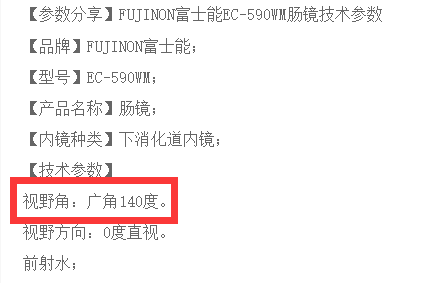 【参数分享】FUJINON富士能EC-590WM肠镜技术参数
【品牌】FUJINON富士能;
【型号】EC-590WM;
【产品名称】肠镜;
【内镜种类】下消化道内镜;
【技术参数】
视野角: 广角140度。
视野方向: 0度直视。
前射水;